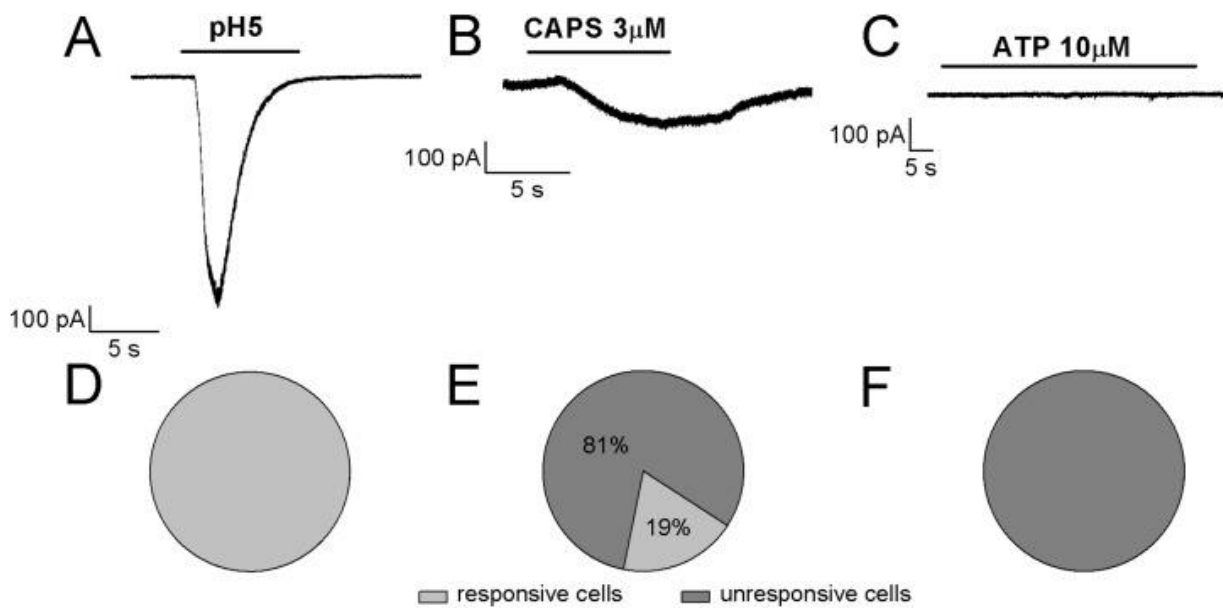 A
pH5
100 pA
5 s
B
CAPS 3µM
100 pA
5 s
C
ATP 10µM
100 pA
5 s
D
E
81%
19%
F
responsive cells
unresponsive cells